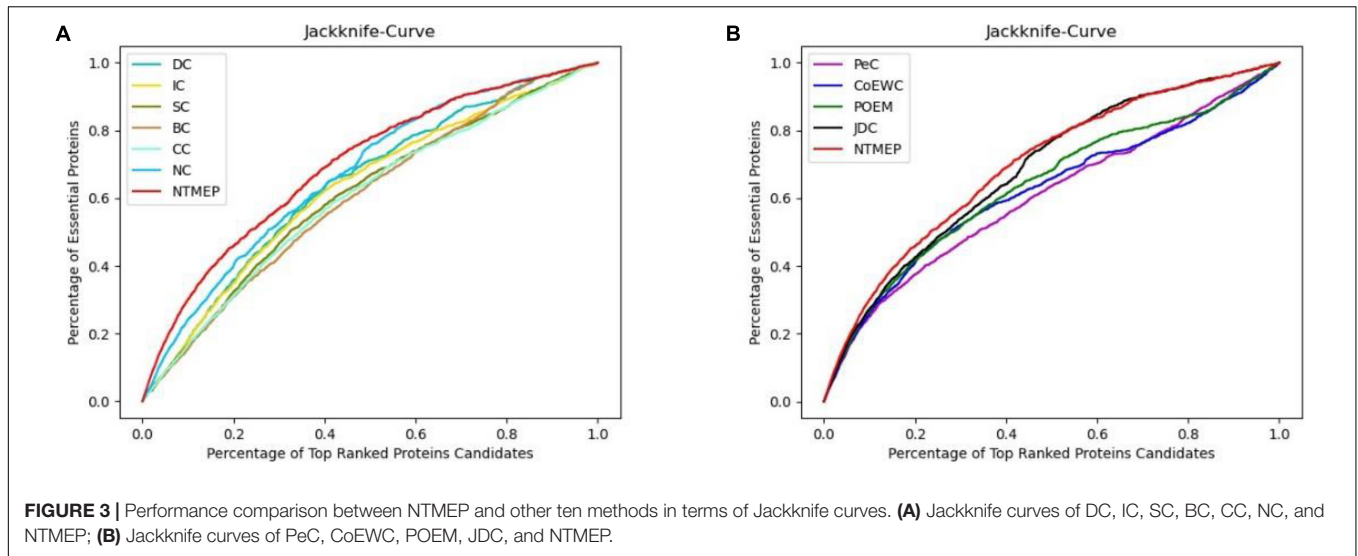 A
Jackknife-Curve
Percentage of Essential Proteins
1.0
0.8
0.6
0.4
0.2
0.0
DC
IC
SC
BC
CC
NC
NTMEP
0.0 0.2 0.4 0.6 0.8 1.0
Percentage of Top Ranked Proteins Candidates
B
Jackknife-Curve
Percentage of Essential Proteins
1.0
0.8
0.6
0.4
0.2
0.0
PeC
CoEWC
POEM
JDC
NTMEP
0.0 0.2 0.4 0.6 0.8 1.0
Percentage of Top Ranked Proteins Candidates
FIGURE 3 | Performance comparison between NTMEP and other ten methods in terms of Jackknife curves. (A) Jackknife curves of DC, IC, SC, BC, CC, NC, and
NTMEP; (B) Jackknife curves of PeC, CoEWC, POEM, JDC, and NTMEP.